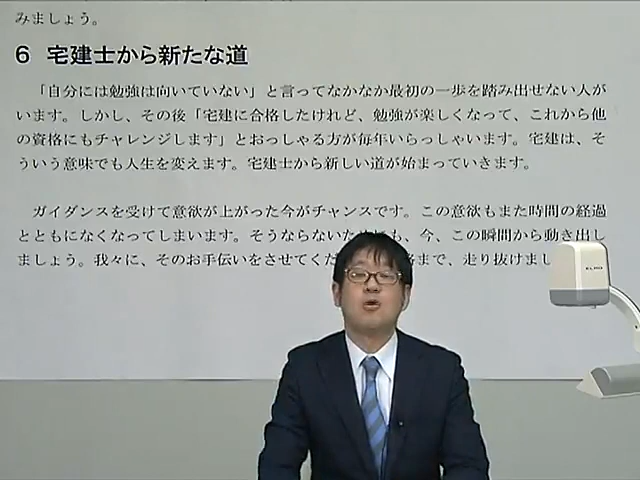 みましょう。
6 宅建士から新たな道
「自分には勉強は向いていない」と言ってなかなか最初の一歩を踏み出せない人が
います。しかし、その後「宅建に合格したけれど、勉強が楽しくなって、これから他
の資格にもチャレンジします」とおっしゃる方が毎年いらっしゃいます。宅建は、そ
ういう意味でも人生を変えます。宅建士から新しい道が始まっていきます。
ガイダンスを受けて意欲が上がった今がチャンスです。この意欲もまた時間の経過
とともになくなってしまいます。そうならないた も、今、この瞬間から動き出し
ましょう。我々に、そのお手伝いをさせてくだ まで、走り抜けまし
ELMO